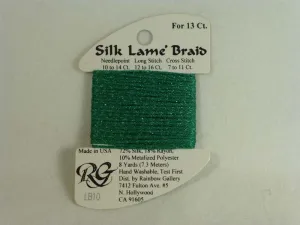 For 13 Ct.
Silk Lamé Braid
Needlepoint Long Stitch Cross Stitch
10 to 14 Ct. 12 to 16 Ct. 7 to 11 Ct.
Made in USA
RG
LB10
72% Silk, 18% Rayon,
10% Metalized Polyester
8 Yards (7.3 Meters)
Hand Washable, Test First
Dist. by Rainbow Gallery
7412 Fulton Ave. #5
N. Hollywood
CA 91605